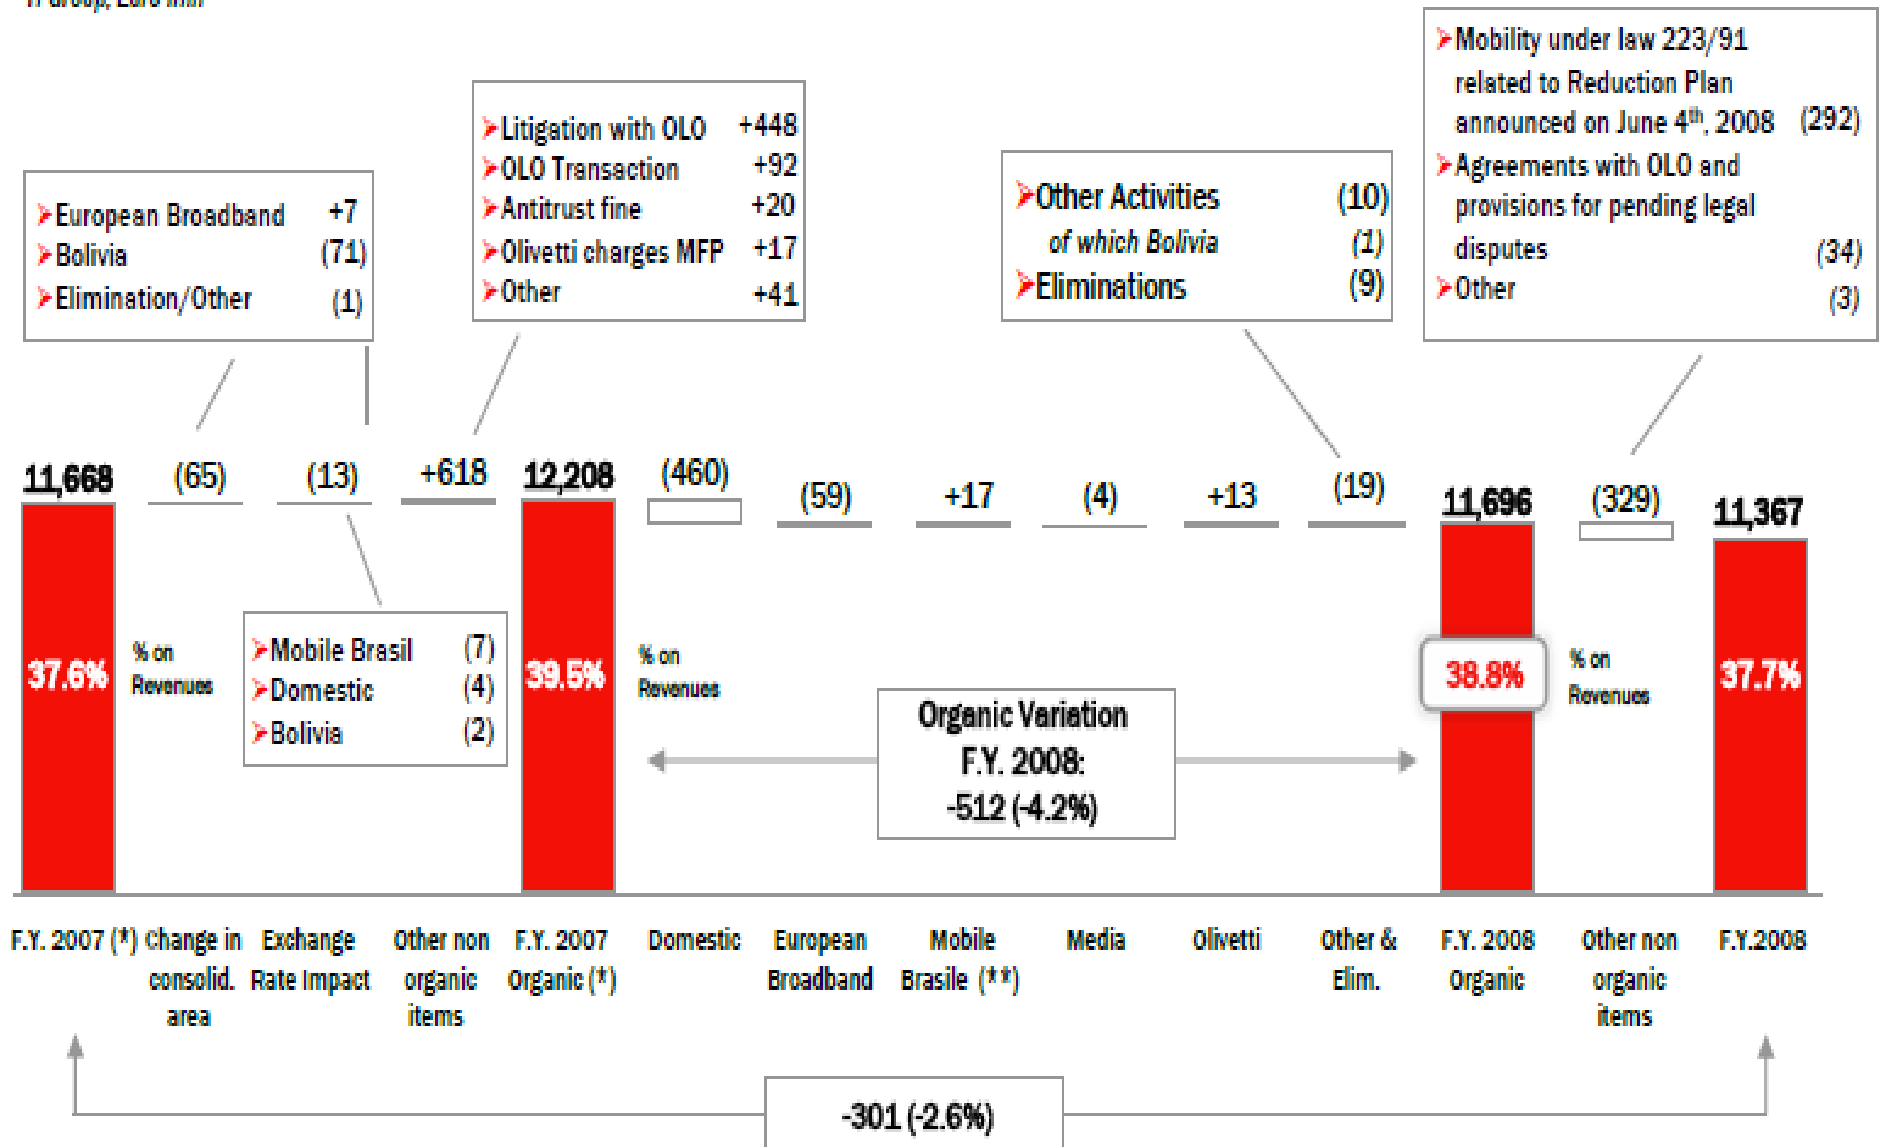 TI Group, Euro mln
European Broadband +7
Bolivia (71)
Elimination/Other (1)
Litigation with OLO +448
OLO Transaction +92
Antitrust fine +20
Olivetti charges MFP +17
Other +41
Other Activities (10)
of which Bolivia (1)
Eliminations (9)
Mobility under law 223/91
related to Reduction Plan
announced on June 4th, 2008 (292)
Agreements with OLO and
provisions for pending legal
disputes (34)
Other (3)
11,668 (65) (13) +618 12,208 (460) (59) +17 (4) +13 (19) 11,696 (329) 11,367
37.6%
% on
Revenues
Mobile Brasil (7)
Domestic (4)
Bolivia (2)
39.5%
% on
Revenues
Organic Variation
F.Y. 2008:
-512 (-4.2%)
38.8%
% on
Revenues
37.7%
F.Y. 2007 (*)
Change in
consolid.
area
Exchange
Rate Impact
Other non
organic
items
F.Y. 2007
Organic (*)
Domestic
European
Broadband
Mobile
Brasile (**)
Media
Olivetti
Other &
Elim.
F.Y. 2008
Organic
Other non
organic
items
F.Y.2008
-301 (-2.6%)